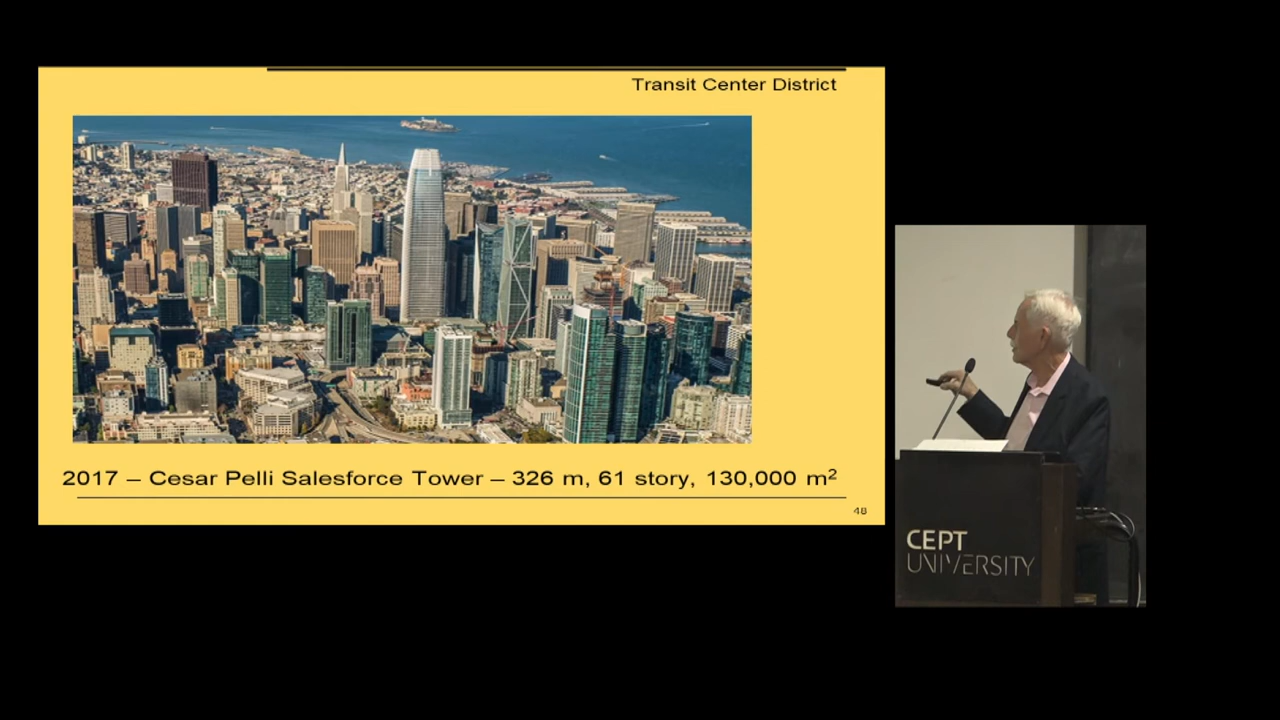 Transit Center District
2017 – Cesar Pelli Salesforce Tower – 326 m, 61 story, 130,000 m²
48
CEPT
UNIVERSITY